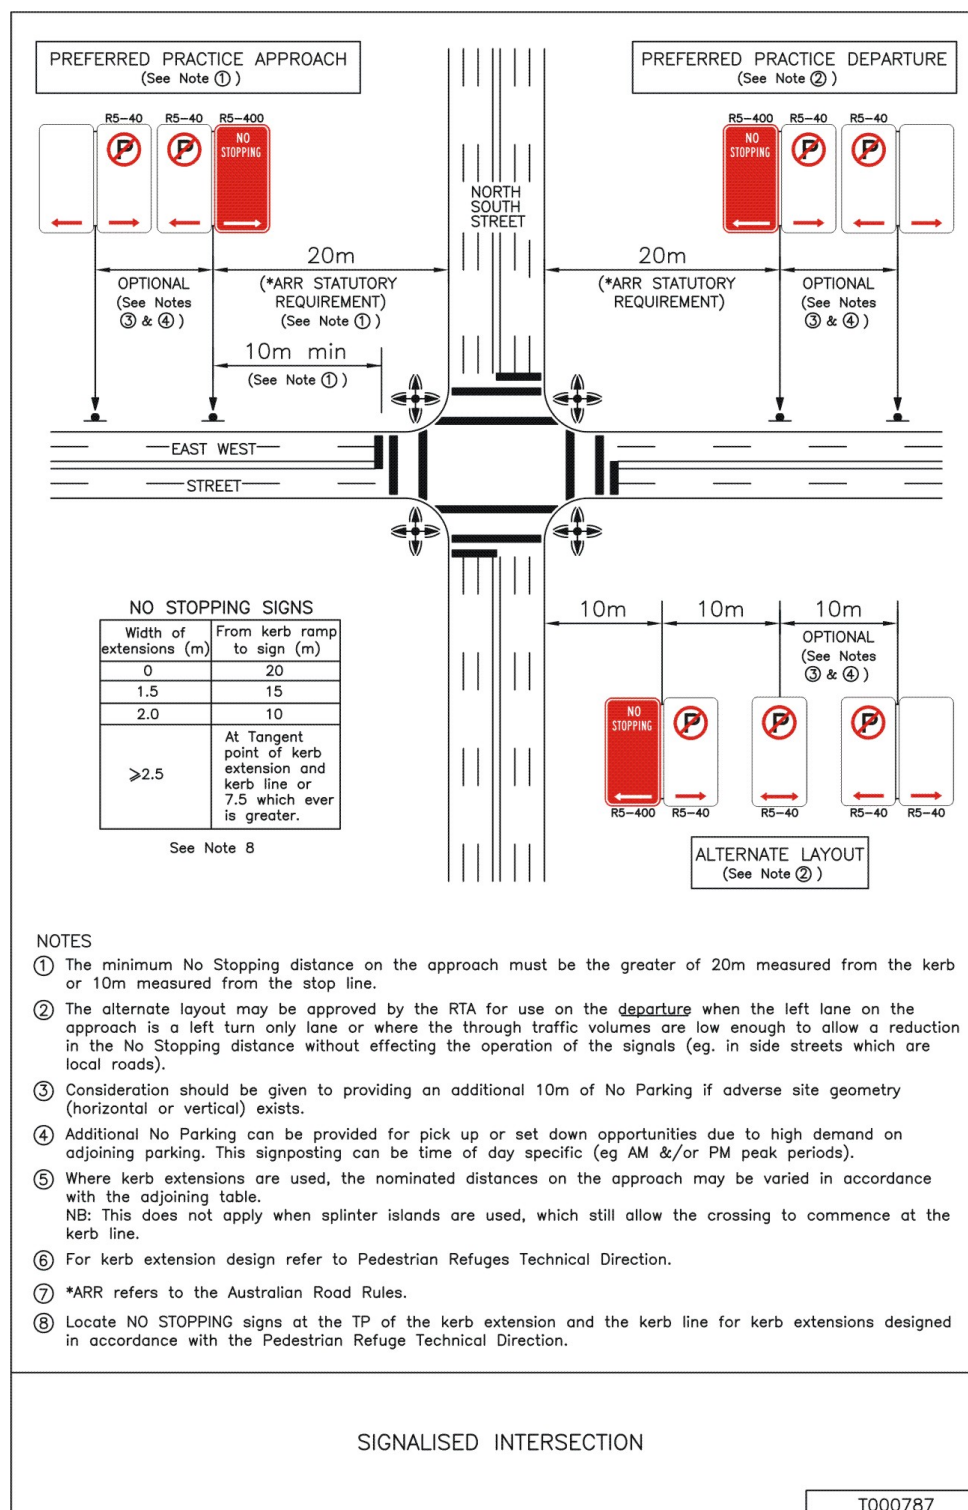 PREFERRED PRACTICE APPROACH
(See Note ①)
PREFERRED PRACTICE DEPARTURE
(See Note ②)
R5-40 R5-400
P P NO
STOPPING
R5-400 R5-40 R5-40
NO
STOPPING P P
NORTH
SOUTH
STREET
20m
(*ARR STATUTORY
REQUIREMENT)
(See Note ①)
OPTIONAL
(See Notes
③ & ④)
10m min
(See Note ①)
20m
(*ARR STATUTORY
REQUIREMENT)
OPTIONAL
(See Notes
③ & ④)
EAST WEST
STREET
NO STOPPING SIGNS
Width of
extensions (m)
From kerb ramp
to sign (m)
0 20
1.5 15
2.0 10
≥2.5
At Tangent
point of kerb
extension and
kerb line or
7.5 which ever
is greater.
See Note 8
10m 10m 10m
OPTIONAL
(See Notes
③ & ④)
NO
STOPPING P P P
R5-400 R5-40 R5-40 R5-40 R5-40
ALTERNATE LAYOUT
(See Note ②)
NOTES
① The minimum No Stopping distance on the approach must be the greater of 20m measured from the kerb
or 10m measured from the stop line.
② The alternate layout may be approved by the RTA for use on the departure when the left lane on the
approach is a left turn only lane or where the through traffic volumes are low enough to allow a reduction
in the No Stopping distance without effecting the operation of the signals (eg. in side streets which are
local roads).
③ Consideration should be given to providing an additional 10m of No Parking if adverse site geometry
(horizontal or vertical) exists.
④ Additional No Parking can be provided for pick up or set down opportunities due to high demand on
adjoining parking. This signposting can be time of day specific (eg AM &/or PM peak periods).
⑤ Where kerb extensions are used, the nominated distances on the approach may be varied in accordance
with the adjoining table.
NB: This does not apply when splinter islands are used, which still allow the crossing to commence at the
kerb line.
⑥ For kerb extension design refer to Pedestrian Refuges Technical Direction.
⑦ *ARR refers to the Australian Road Rules.
⑧ Locate NO STOPPING signs at the TP of the kerb extension and the kerb line for kerb extensions designed
in accordance with the Pedestrian Refuge Technical Direction.
SIGNALISED INTERSECTION
T000787